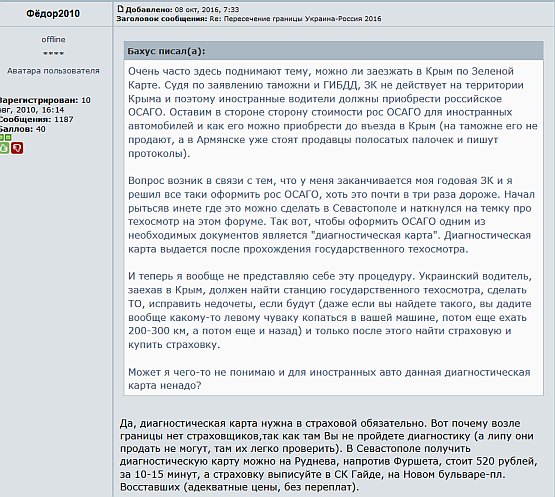 Фёдор2010
Добавлено: 08 окт, 2016, 7:33
Заголовок сообщения: Re: Пересечение границы Украина-Россия 2016
offline
****
Аватара пользователя
Зарегистрирован: 10
авг, 2010, 16:14
Сообщения: 1187
Баллов: 40
Бахус писал(а):
Очень часто здесь поднимают тему, можно ли заезжать в Крым по Зеленой
Карте. Судя по заявлению таможни и ГИБДД, ЗК не действует на территории
Крыма и поэтому иностранные водители должны приобрести российское
ОСАГО. Оставим в стороне сторону стоимости рос ОСАГО для иностранных
автомобилей и как его можно приобрести до въезда в Крым (на таможне его не
продают, а в Армянске уже стоят продавцы полосатых палочек и пишут
протоколы).
Вопрос возник в связи с тем, что у меня заканчивается моя годовая ЗК и я
решил все таки оформить рос ОСАГО, хоть это почти в три раза дороже. Начал
рытьсяв инете где это можно сделать в Севастополе и наткнулся на темку про
техосмотр на этом форуме. Так вот, чтобы оформить ОСАГО одним из
необходимых документов является "диагностическая карта". Диагностическая
карта выдается после прохождения государственного техосмотра.
И теперь я вообще не представляю себе эту процедуру. Украинский водитель,
заехав в Крым, должен найти станцию государственного техосмотра, сделать
ТО, исправить недочеты, если будут (даже если вы найдете такого, вы дадите
вообще какому-то левому чуваку копаться в вашей машине, потом еще ехать
200-300 км, а потом еще и назад) и только после этого найти страховую и
купить страховку.
Может я чего-то не понимаю и для иностранных авто данная диагностическая
карта ненадо?
Да, диагностическая карта нужна в страховой обязательно. Вот почему возле
границы нет страховщиков,так как там Вы не пройдете диагностику (а липу они
продать не могут, там их легко проверить). В Севастополе получить
диагностическую карту можно на Руднева, напротив Фуршета, стоит 520 рублей,
за 10-15 минут, а страховку выписуйте в СК Гайде, на Новом бульваре-пл.
Восставших (адекватные цены, без переплат).